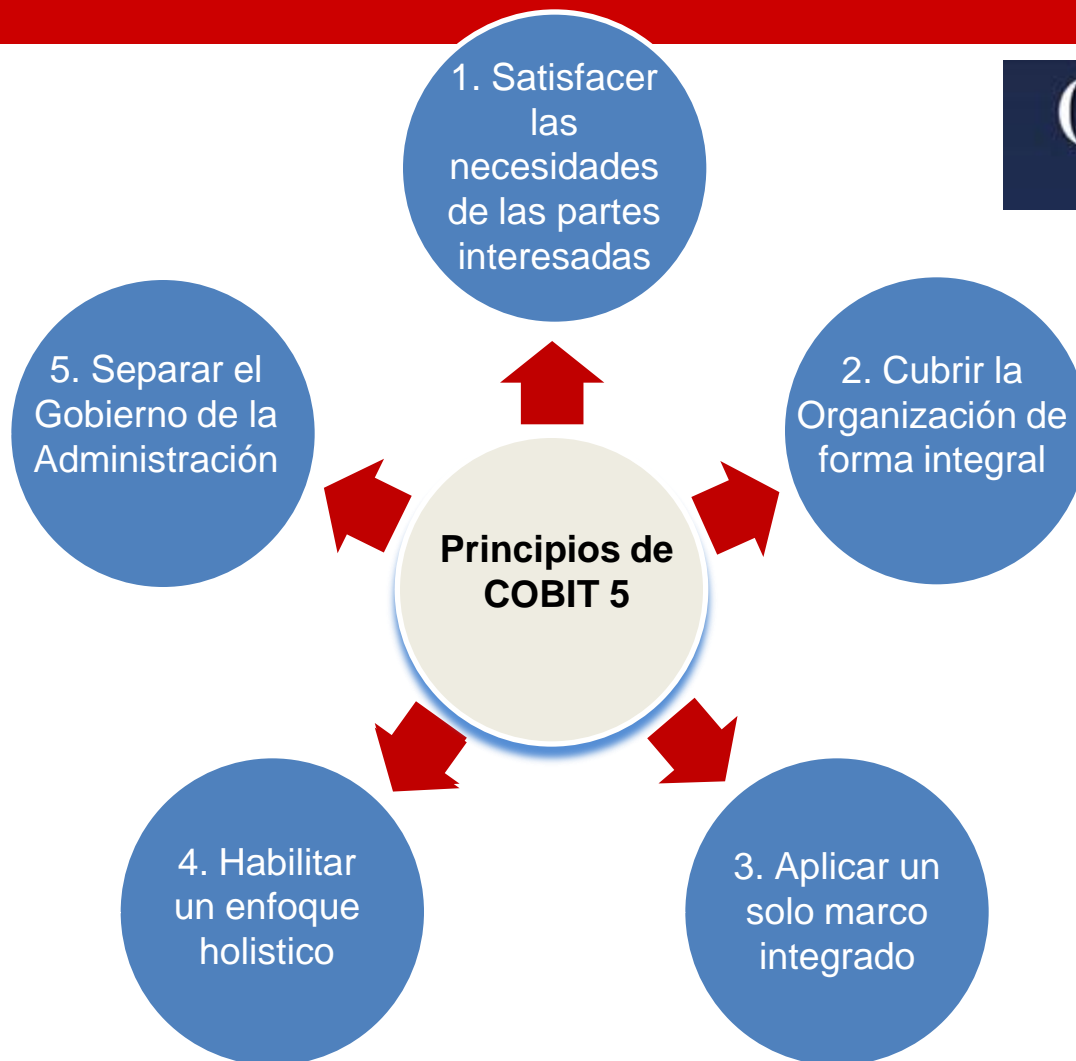 1. Satisfacer
las
necesidades
de las partes
interesadas
5. Separar el
Gobierno de la
Administración
2. Cubrir la
Organización de
forma integral
Principios de
COBIT 5
4. Habilitar
un enfoque
holistico
3. Aplicar un
solo marco
integrado